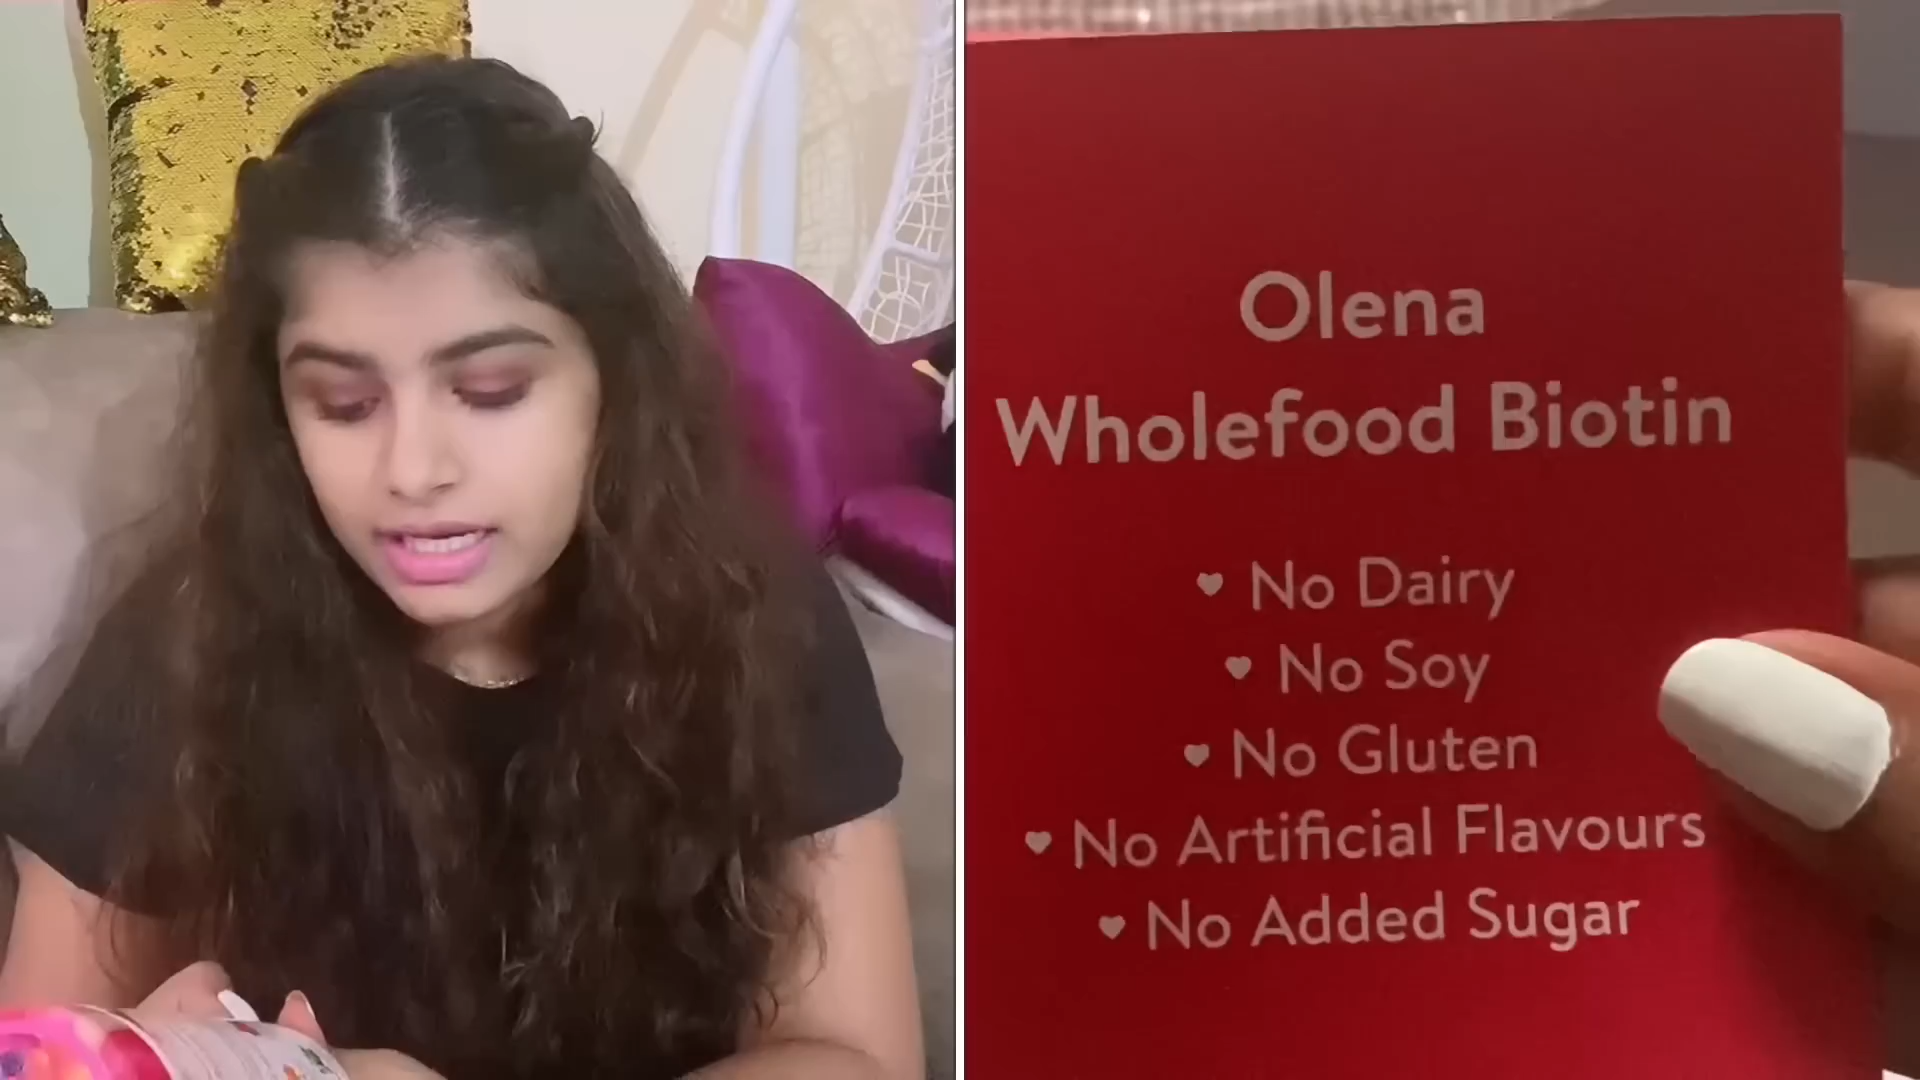 Olena
Wholefood Biotin
♥ No Dairy
♥ No Soy
♥ No Gluten
♥ No Artificial Flavours
♥ No Added Sugar